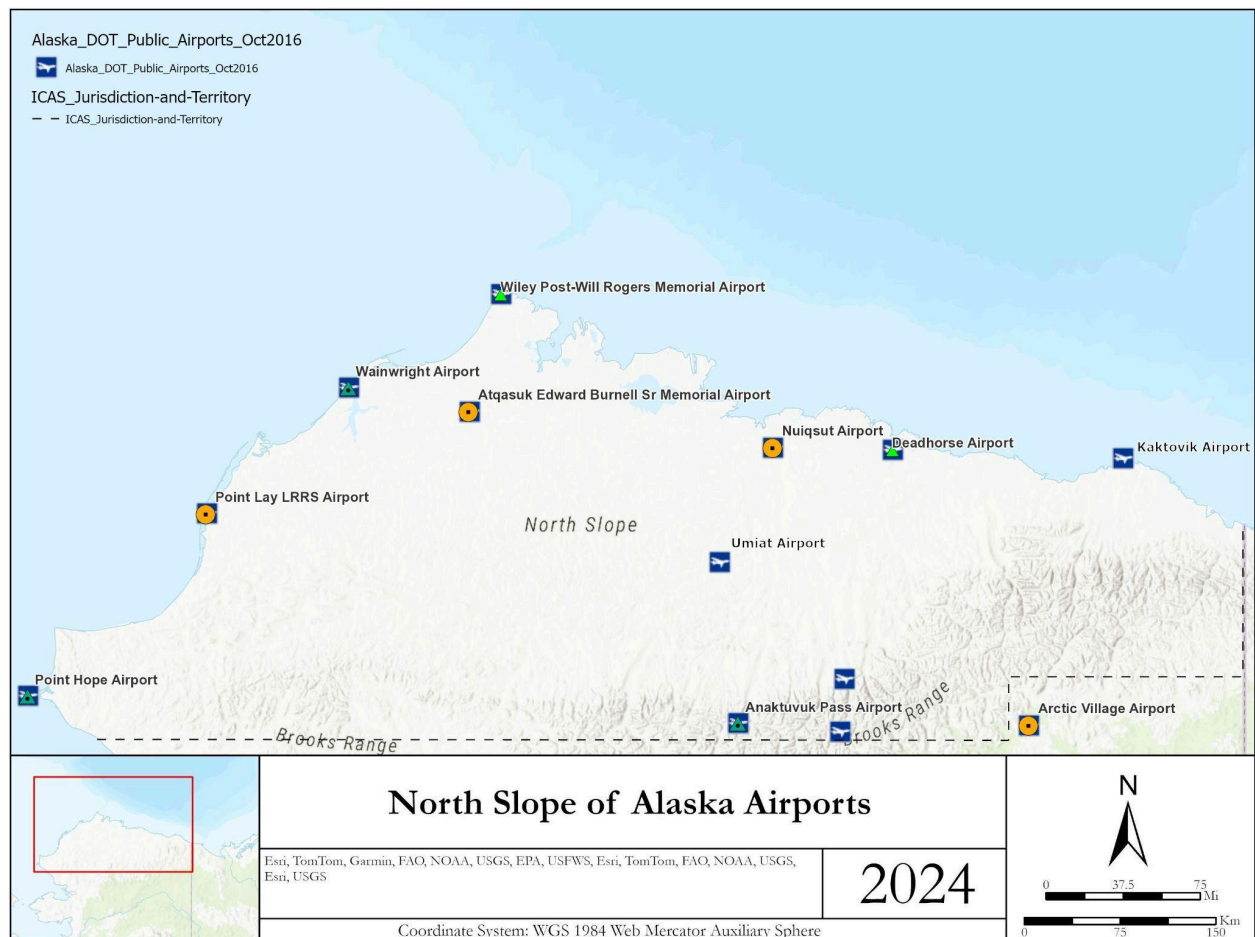 Alaska_DOT_Public_Airports_Oct2016
Alaska_DOT_Public_Airports_Oct2016
ICAS_Jurisdiction-and-Territory
ICAS_Jurisdiction-and-Territory
Wiley Post-Will Rogers Memorial Airport
Wainwright Airport
Atqasuk Edward Burnell Sr Memorial Airport
Nuiqsut Airport
Deadhorse Airport
Kaktovik Airport
Point Lay LRRS Airport
North Slope
Umiat Airport
Point Hope Airport
Anaktuvuk Pass Airport
Arctic Village Airport
Brooks Range
Brooks Range
North Slope of Alaska Airports
Esri, TomTom, Garmin, FAO, NOAA, USGS, EPA, USFWS, Esri, TomTom, FAO, NOAA, USGS,
Esri, USGS
2024
Coordinate System: WGS 1984 Web Mercator Auxiliary Sphere
N
0 37.5 75
Mi
Km
0 75 150